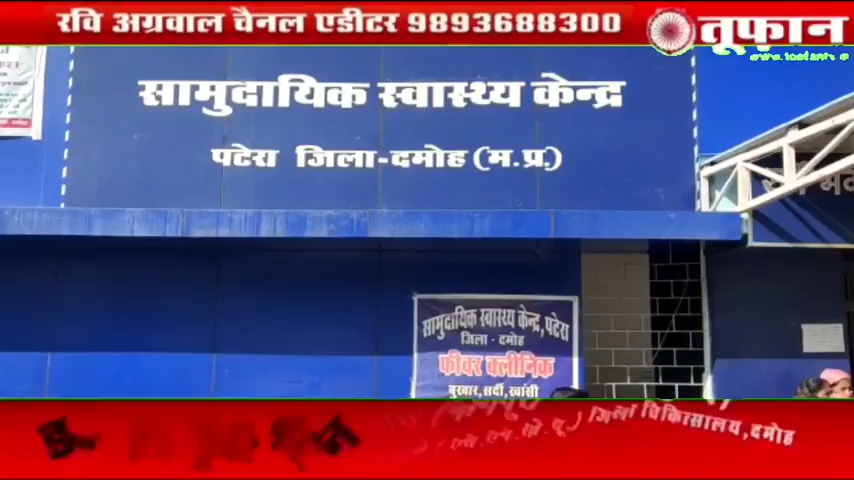 रवि अग्रवाल चैनल एडीटर 9893688300
तूफान
सामुदायिक स्वास्थ्य केन्द्र
पटेरा जिला-दमोह (म.प्र.)
सामुदायिक स्वास्थ्य केन्द्र, पटेरा
जिला - दमोह
फीवर क्लीनिक
बुखार, सर्दी, खांसी
जिला चिकित्सालय, दमोह